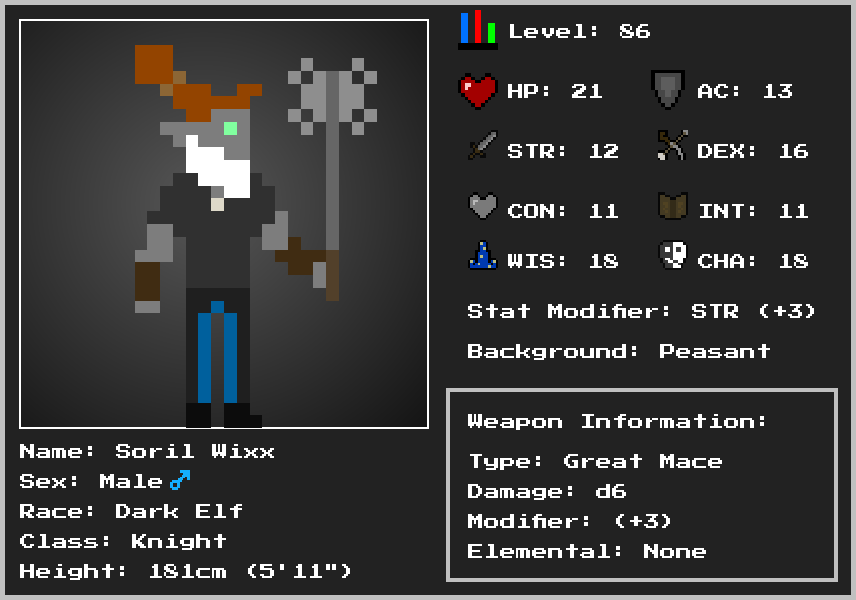 Level: 86
HP: 21
AC: 13
STR: 12
DEX: 16
CON: 11
INT: 11
WIS: 18
CHA: 18
Stat Modifier: STR (+3)
Background: Peasant
Weapon Information:
Type: Great Mace
Damage: d6
Modifier: (+3)
Elemental: None
Name: Soril Wixx
Sex: Male♂
Race: Dark Elf
Class: Knight
Height: 181cm (5'11")